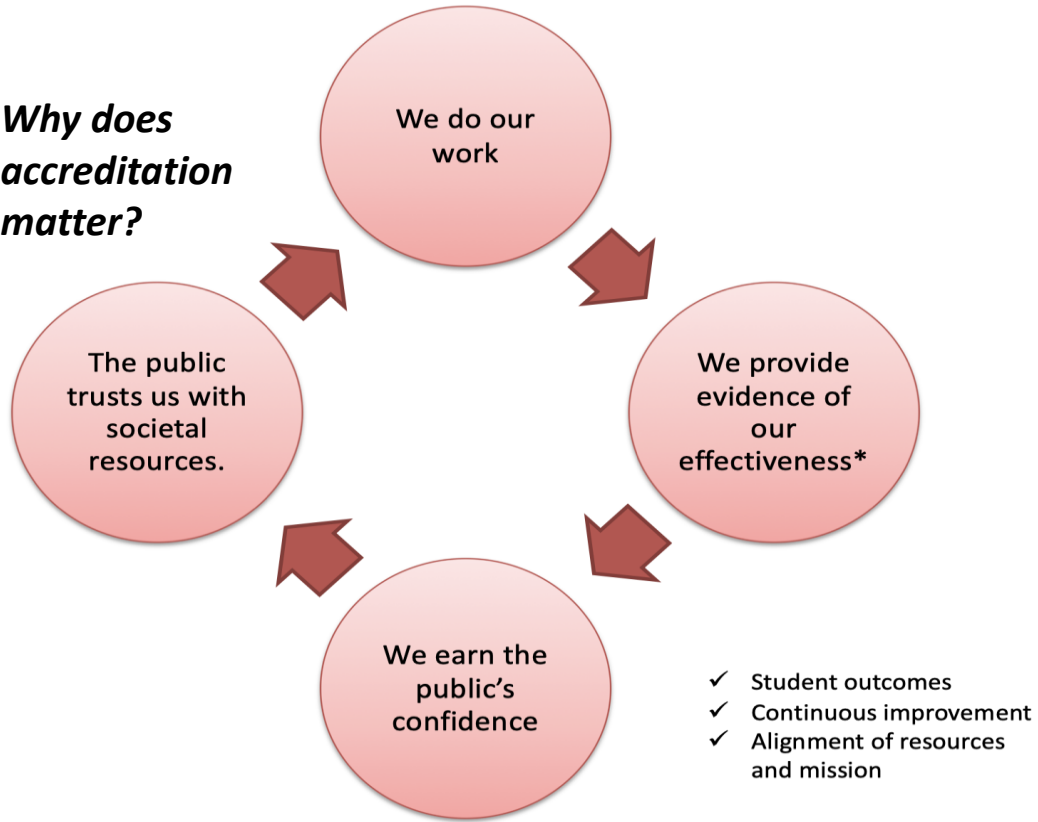 Why does
accreditation
matter?
We do our
work
We provide
evidence of
our
effectiveness*
We earn the
public’s
confidence
The public
trusts us with
societal
resources.
✓ Student outcomes
✓ Continuous improvement
✓ Alignment of resources
and mission